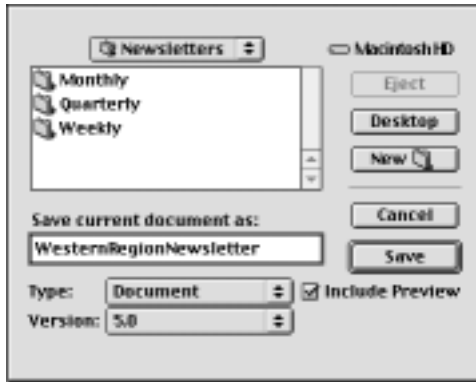 Newsletters
Macintosh HD
Monthly
Quarterly
Weekly
Eject
Desktop
New
Save current document as:
WesternRegionNewsletter
Cancel
Save
Type: Document
Include Preview
Version: 5.0